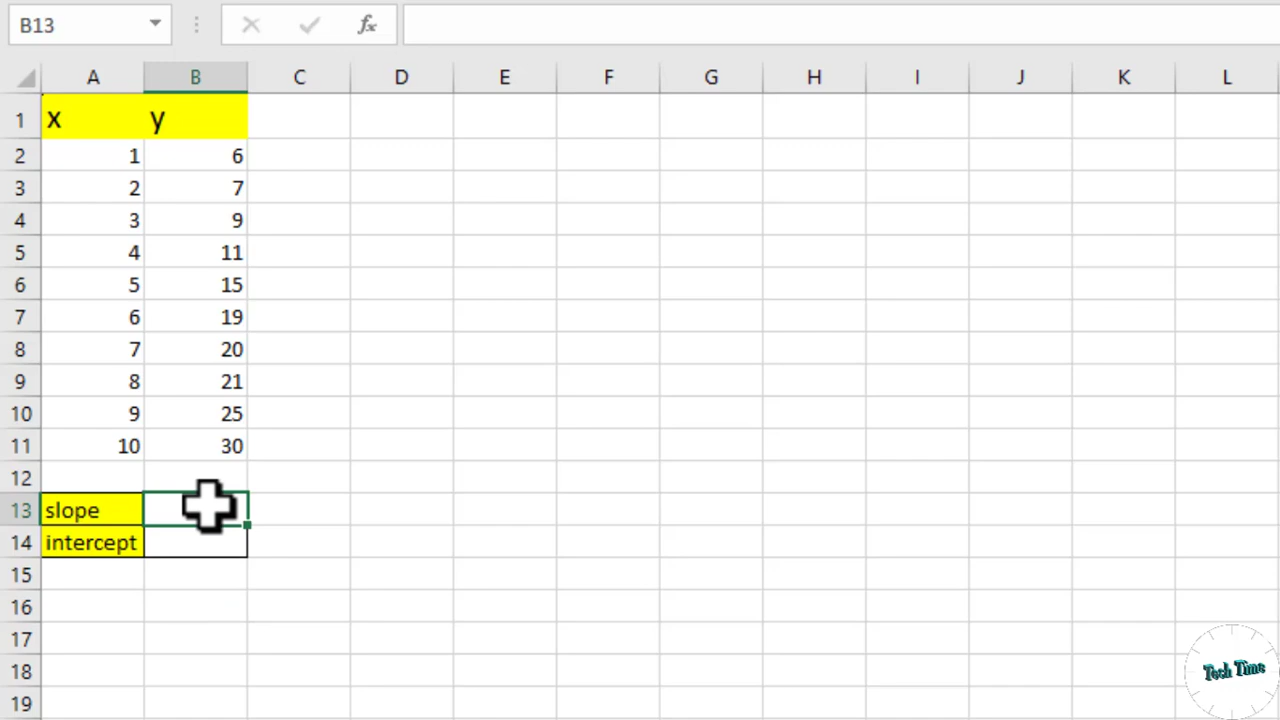 B13 fx
A B C D E F G H I J K L
1 x y
2 1 6
3 2 7
4 3 9
5 4 11
6 5 15
7 6 19
8 7 20
9 8 21
10 9 25
11 10 30
12
13 slope
14 intercept
15
16
17
18
19
Tech Time